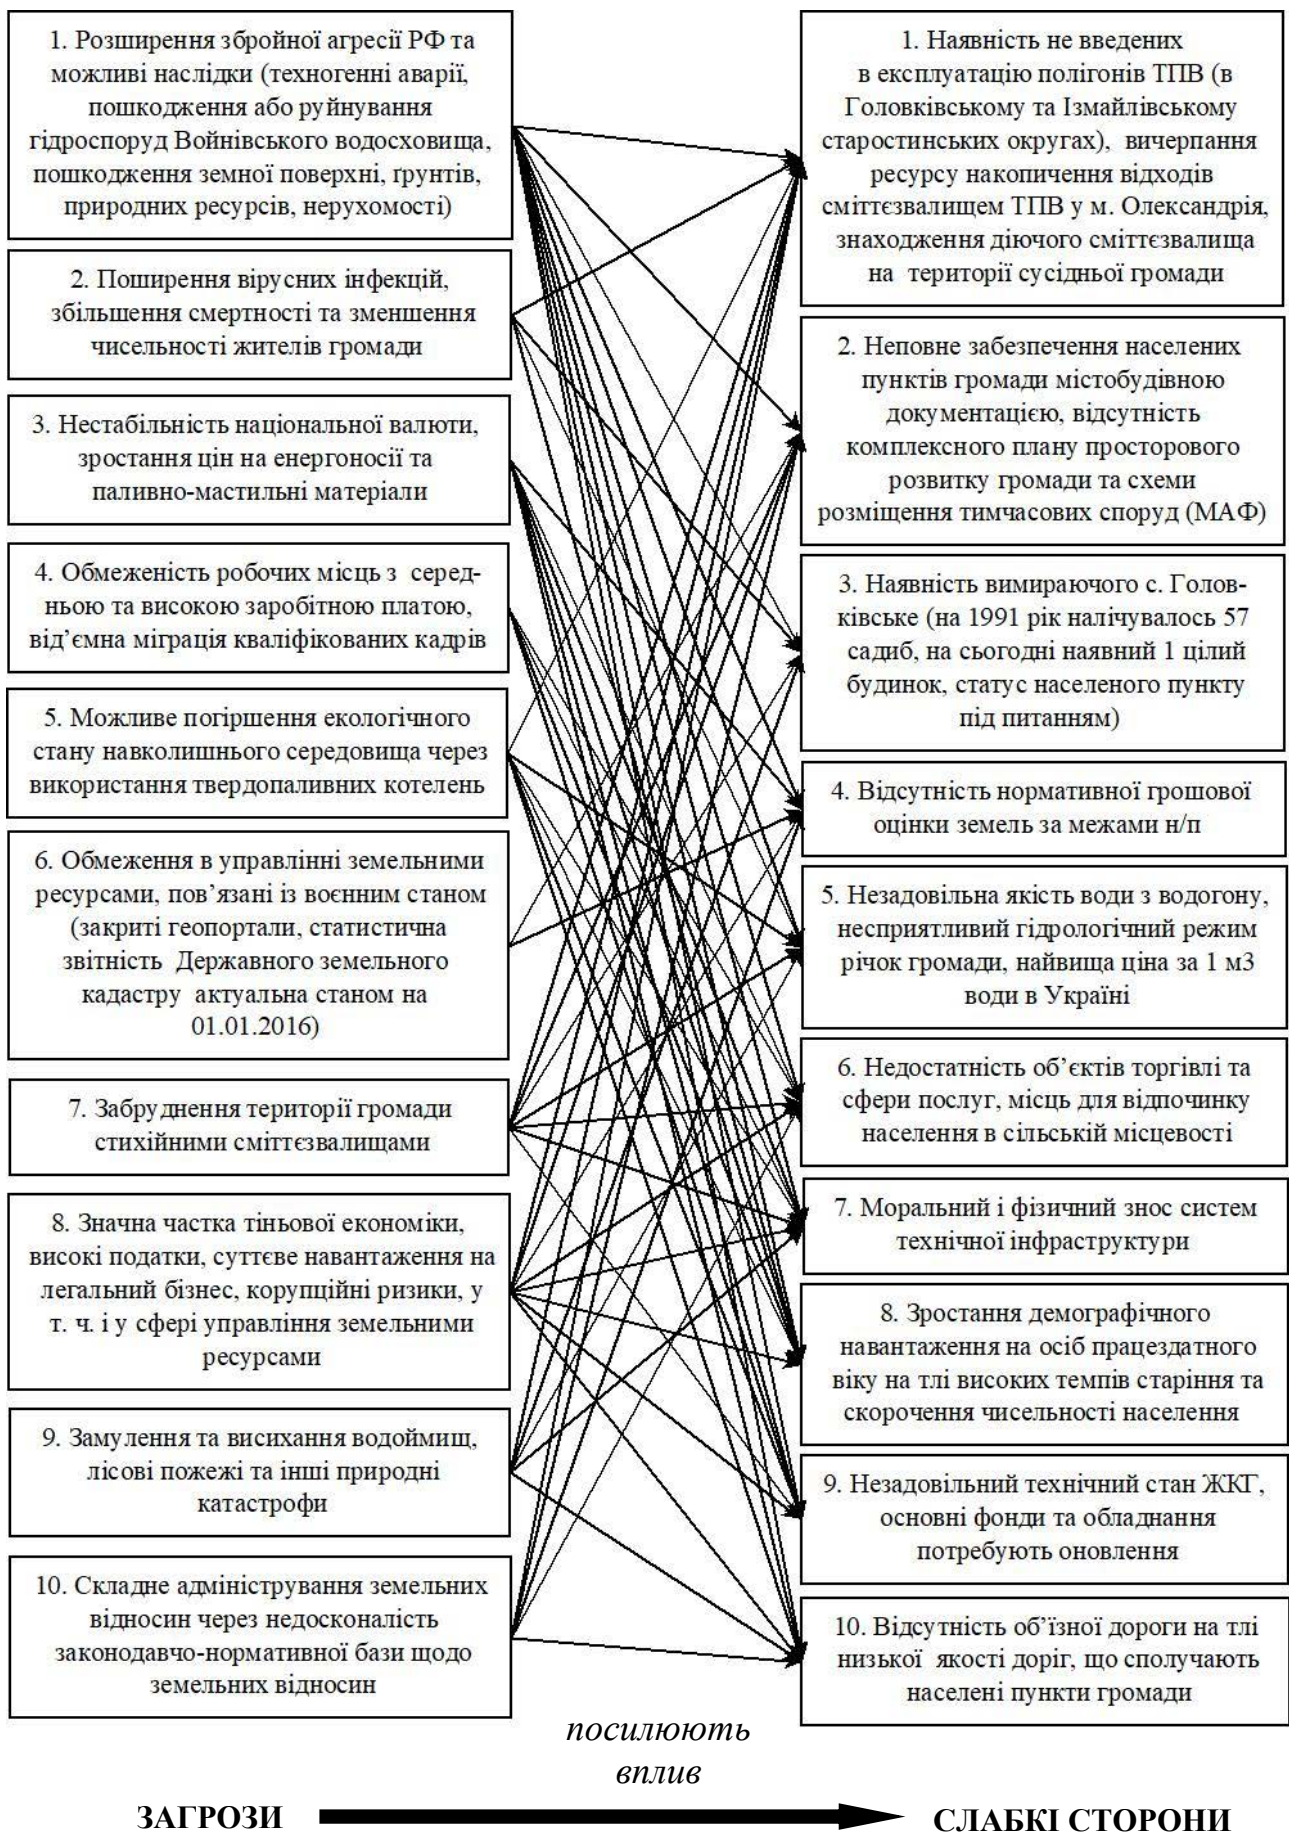 1. Розширення збройної агресії РФ та
можливі наслідки (техногенні аварії,
пошкодження або руйнування
гідроспоруд Войнівського водосховища,
пошкодження земної поверхні, ґрунтів,
природних ресурсів, нерухомості)
2. Поширення вірусних інфекцій,
збільшення смертності та зменшення
чисельності жителів громади
3. Нестабільність національної валюти,
зростання цін на енергоносії та
паливно-мастильні матеріали
4. Обмеженість робочих місць з серед-
ньою та високою заробітною платою,
від’ємна міграція кваліфікованих кадрів
5. Можливе погіршення екологічного
стану навколишнього середовища через
використання твердопаливних котелень
6. Обмеження в управлінні земельними
ресурсами, пов’язані із воєнним станом
(закриті геопортали, статистична
звітність Державного земельного
кадастру актуальна станом на
01.01.2016)
7. Забруднення території громади
стихійними сміттєзвалищами
8. Значна частка тіньової економіки,
високі податки, суттєве навантаження на
легальний бізнес, корупційні ризики, у
т. ч. і у сфері управління земельними
ресурсами
9. Замулення та висихання водоймищ,
лісові пожежі та інші природні
катастрофи
10. Складне адміністрування земельних
відносин через недосконалість
законодавчо-нормативної бази щодо
земельних відносин
1. Наявність не введених
в експлуатацію полігонів ТПВ (в
Головківському та Ізмайлівському
старостинських округах), вичерпання
ресурсу накопичення відходів
сміттєзвалищем ТПВ у м. Олександрія,
знаходження діючого сміттєзвалища
на території сусідньої громади
2. Неповне забезпечення населених
пунктів громади містобудівною
документацією, відсутність
комплексного плану просторового
розвитку громади та схеми
розміщення тимчасових споруд (МАФ)
3. Наявність вимираючого с. Голов-
ківське (на 1991 рік налічувалось 57
садиб, на сьогодні наявний 1 цілий
будинок, статус населеного пункту
під питанням)
4. Відсутність нормативної грошової
оцінки земель за межами н/п
5. Незадовільна якість води з водогону,
несприятливий гідрологічний режим
річок громади, найвища ціна за 1 м3
води в Україні
6. Недостатність об’єктів торгівлі та
сфери послуг, місць для відпочинку
населення в сільській місцевості
7. Моральний і фізичний знос систем
технічної інфраструктури
8. Зростання демографічного
навантаження на осіб працездатного
віку на тлі високих темпів старіння та
скорочення чисельності населення
9. Незадовільний технічний стан ЖКГ,
основні фонди та обладнання
потребують оновлення
10. Відсутність об’їзної дороги на тлі
низької якості доріг, що сполучають
населені пункти громади
посилюють
вплив
ЗАГРОЗИ
СЛАБКІ СТОРОНИ